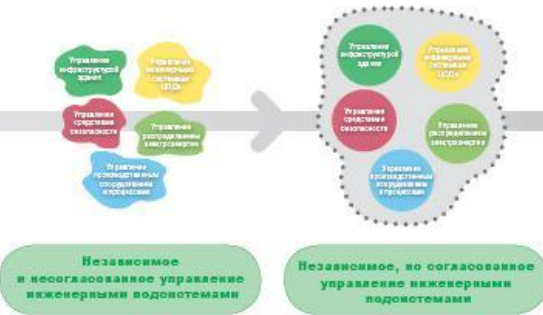 Управление
инфраструктурой
здания
Управление
инженерными
системами
ЦОДа
Управление
средствами
безопасности
Управление
распределением
электроэнергии
Управление
производственным
оборудованием
и процессами
Управление
инфраструктурой
здания
Управление
инженерными
системами
ЦОДа
Управление
средствами
безопасности
Управление
распределением
электроэнергии
Управление
производственным
оборудованием
и процессами
Независимое
и несогласованное управление
инженерными подсистемами
Независимое, но согласованное
управление инженерными
подсистемами